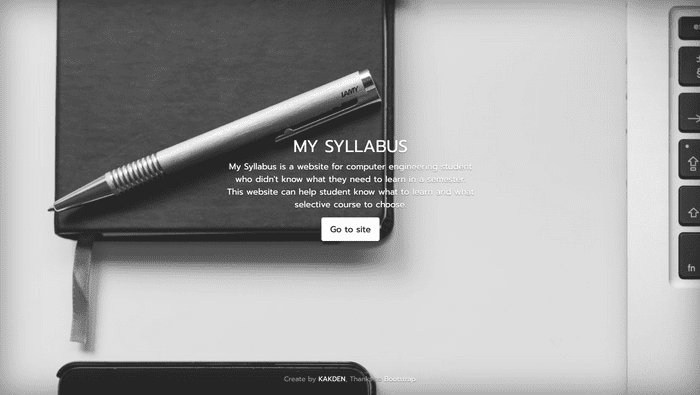 LAMY
MY SYLLABUS
My Syllabus is a website for computer engineering student
who didn't know what they need to learn in a semester.
This website can help student know what to learn and what
selective course to choose.
Go to site
fn
Create by KAKDEN, Thanks to Bootstrap.